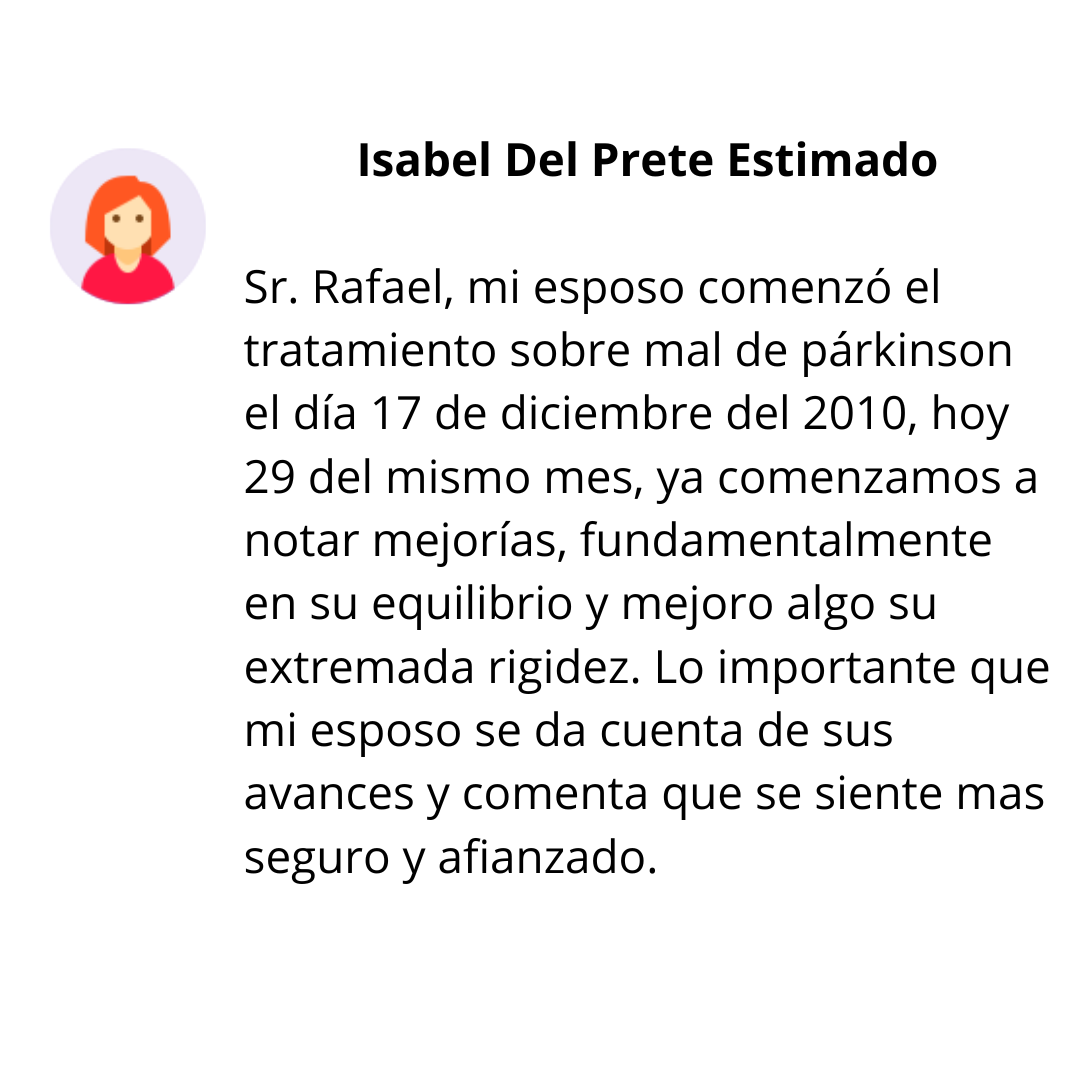 Isabel Del Prete Estimado
Sr. Rafael, mi esposo comenzó el
tratamiento sobre mal de párkinson
el día 17 de diciembre del 2010, hoy
29 del mismo mes, ya comenzamos a
notar mejorías, fundamentalmente
en su equilibrio y mejoro algo su
extremada rigidez. Lo importante que
mi esposo se da cuenta de sus
avances y comenta que se siente mas
seguro y afianzado.